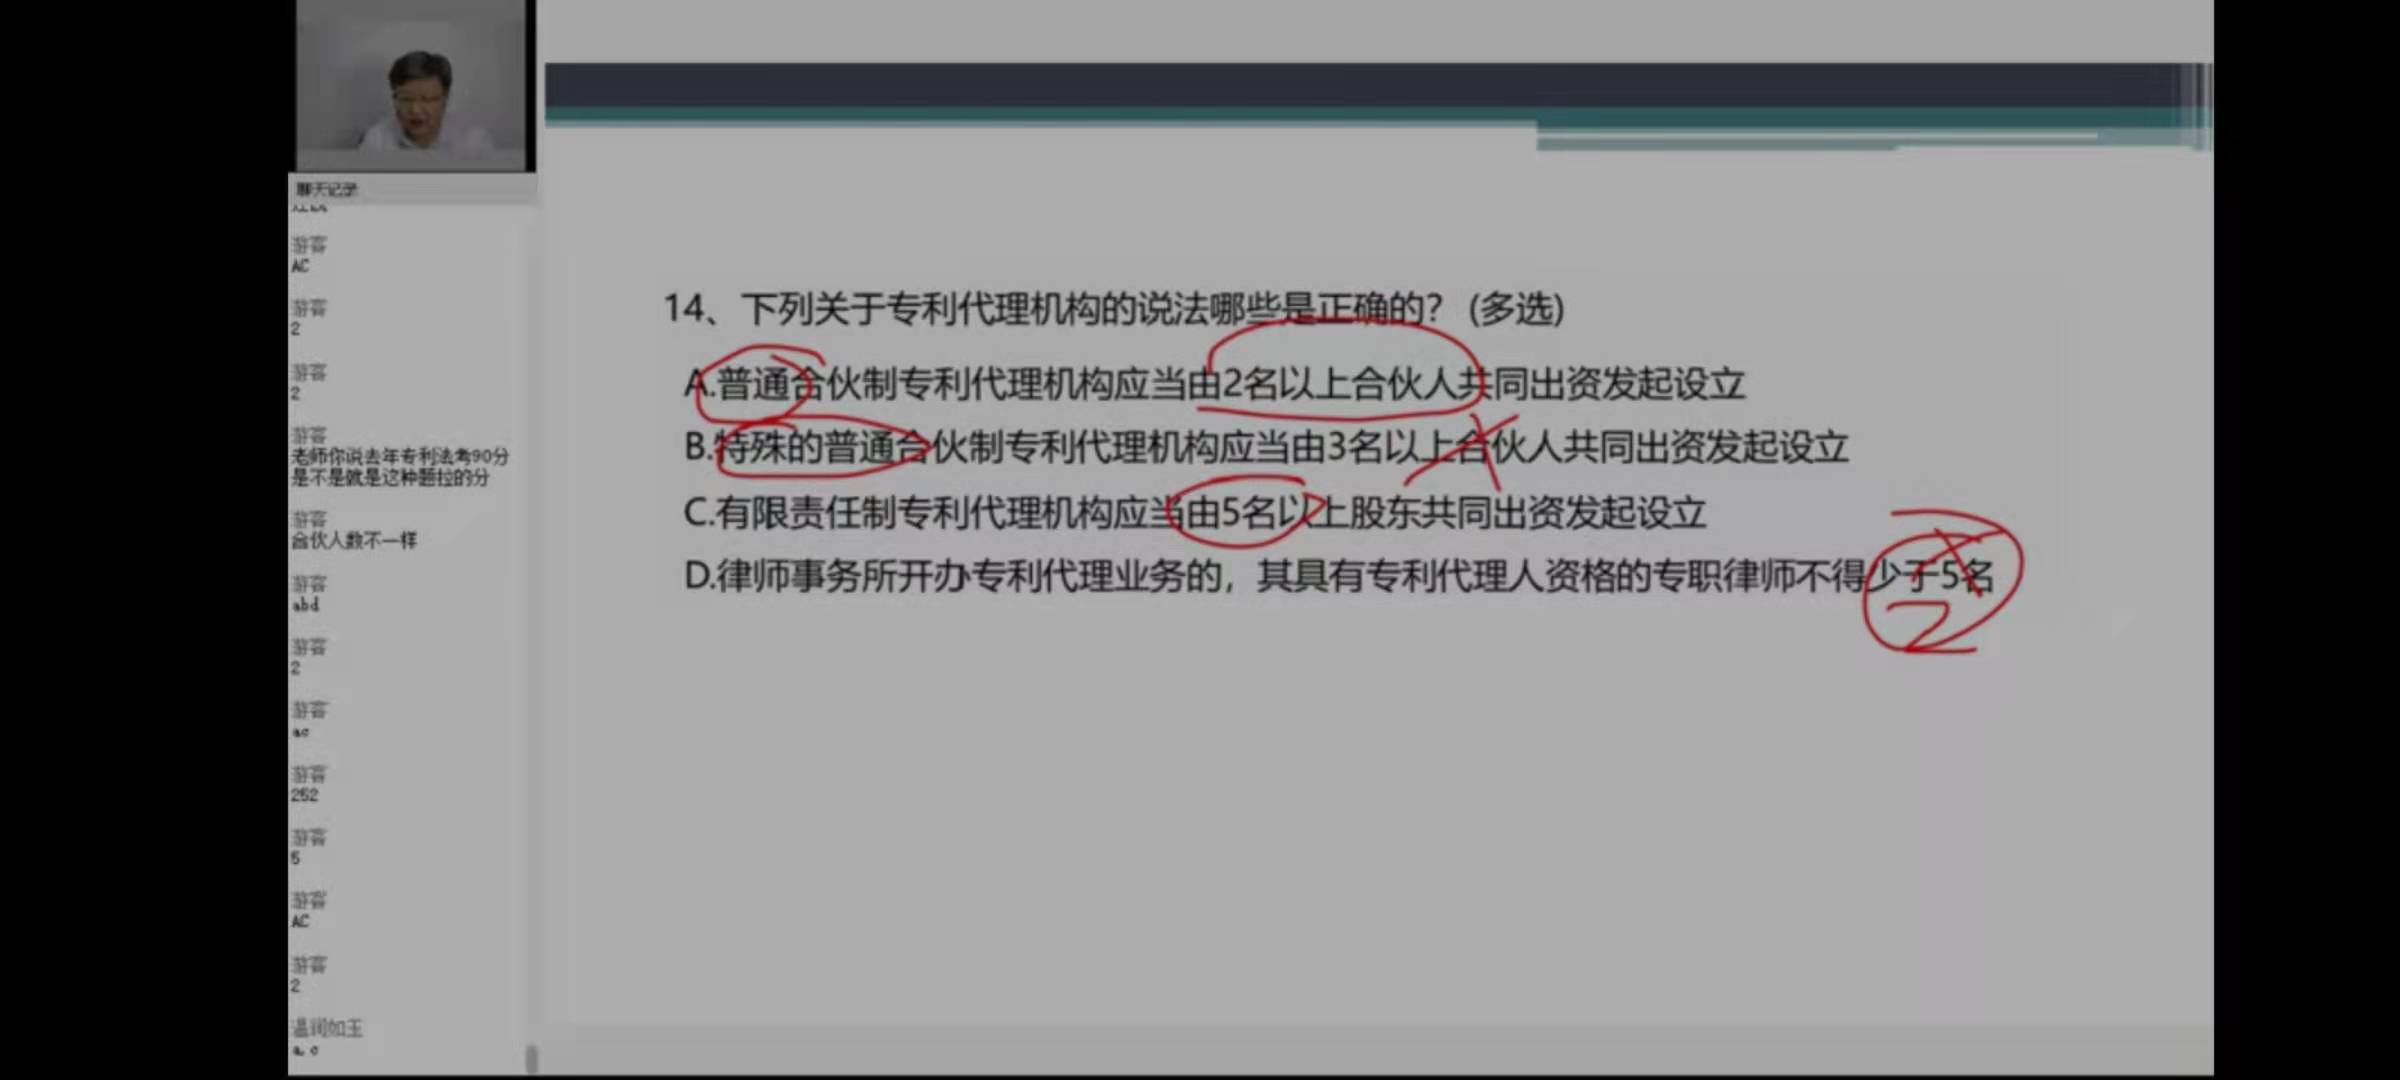 聊天记录
游客
AC
游客
2
游客
2
游客
老师你说去年专利法考90分
是不是就是这种题拉的分
游客
合伙人数不一样
游客
abd
游客
2
游客
ac
游客
252
游客
5
游客
AC
游客
2
温润如玉
a.c
14、下列关于专利代理机构的说法哪些是正确的？(多选)
A.普通合伙制专利代理机构应当由2名以上合伙人共同出资发起设立
B.特殊的普通合伙制专利代理机构应当由3名以上合伙人共同出资发起设立
C.有限责任制专利代理机构应当由5名以上股东共同出资发起设立
D.律师事务所开办专利代理业务的，其具有专利代理人资格的专职律师不得少于5名
2